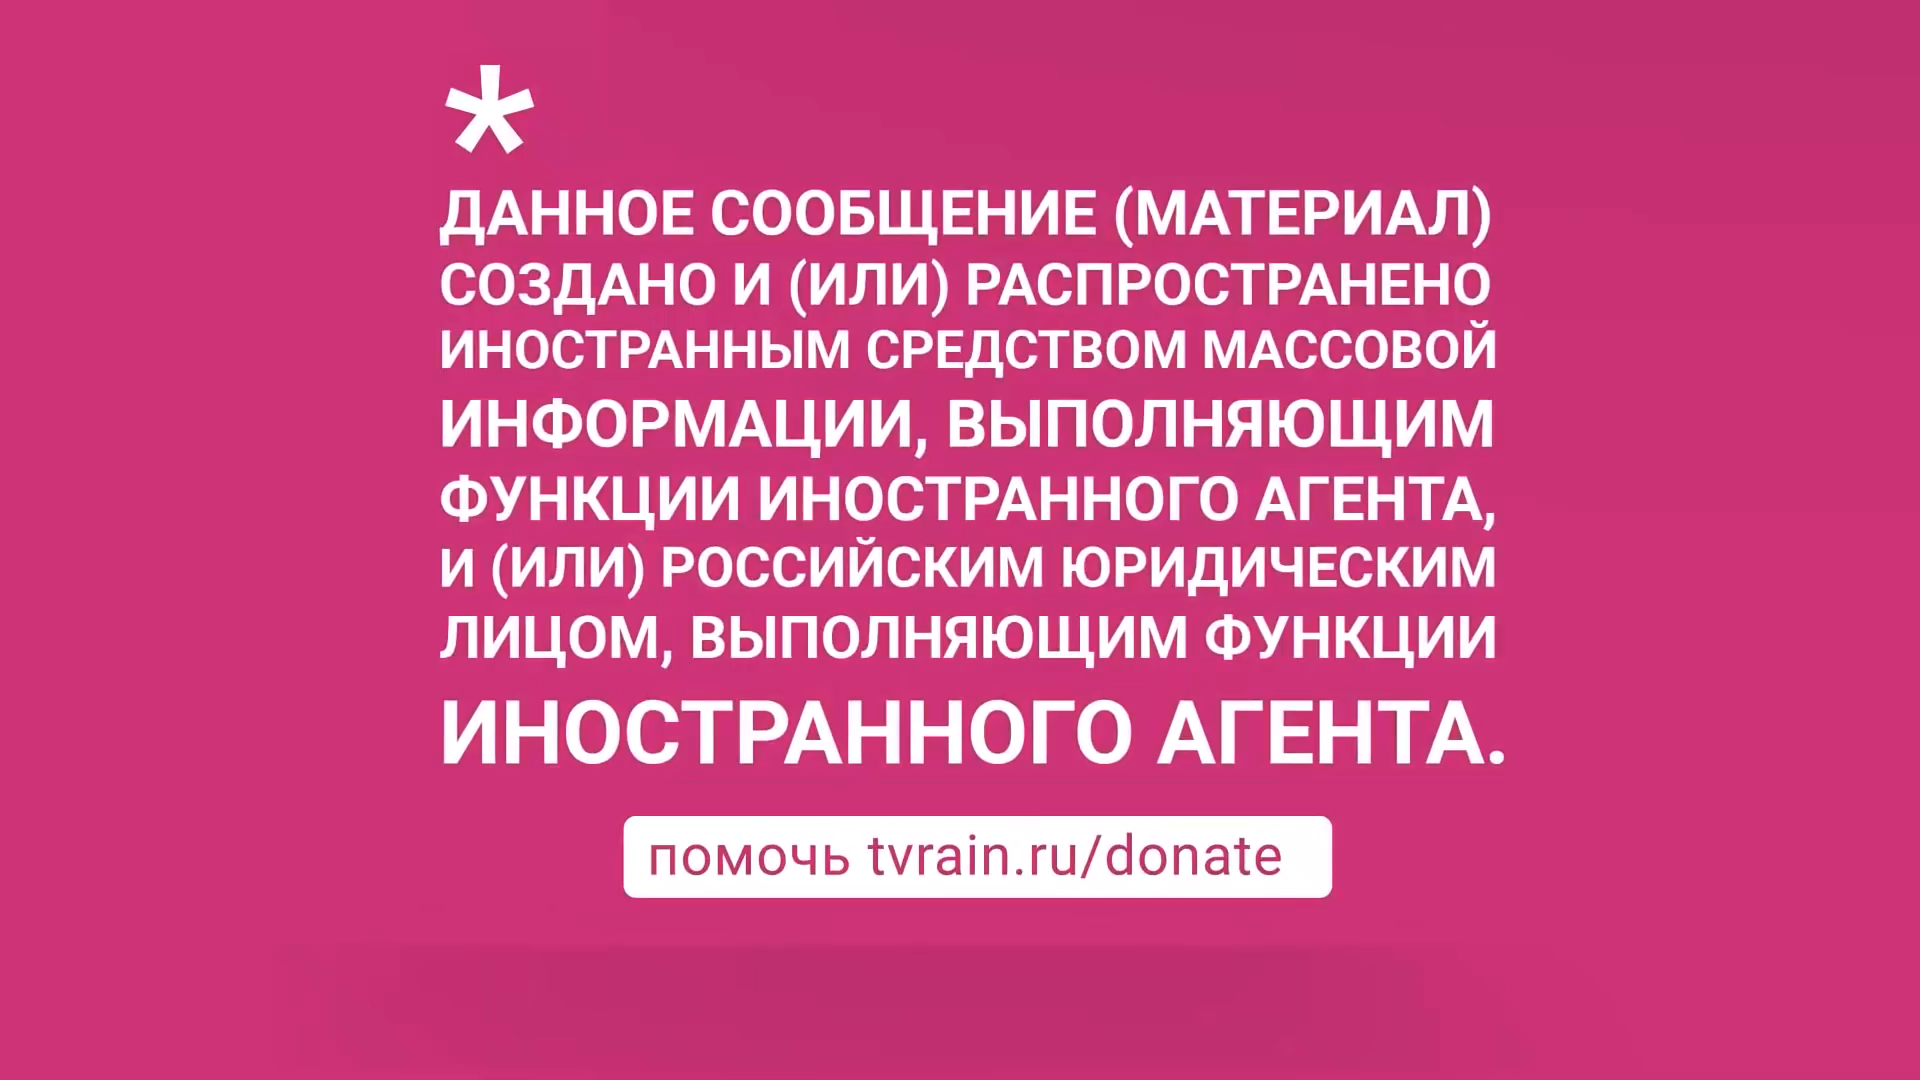 *
ДАННОЕ СООБЩЕНИЕ (МАТЕРИАЛ)
СОЗДАНО И (ИЛИ) РАСПРОСТРАНЕНО
ИНОСТРАННЫМ СРЕДСТВОМ МАССОВОЙ
ИНФОРМАЦИИ, ВЫПОЛНЯЮЩИМ
ФУНКЦИИ ИНОСТРАННОГО АГЕНТА,
И (ИЛИ) РОССИЙСКИМ ЮРИДИЧЕСКИМ
ЛИЦОМ, ВЫПОЛНЯЮЩИМ ФУНКЦИИ
ИНОСТРАННОГО АГЕНТА.
помочь tvrain.ru/donate